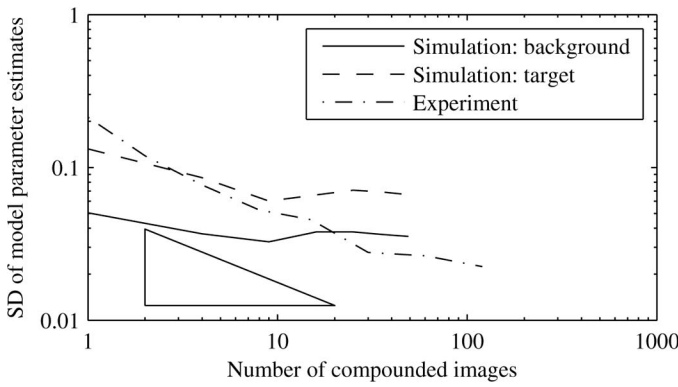 SD of model parameter estimates
1
0.1
0.01
Simulation: background
Simulation: target
Experiment
1
10
100
1000
Number of compounded images